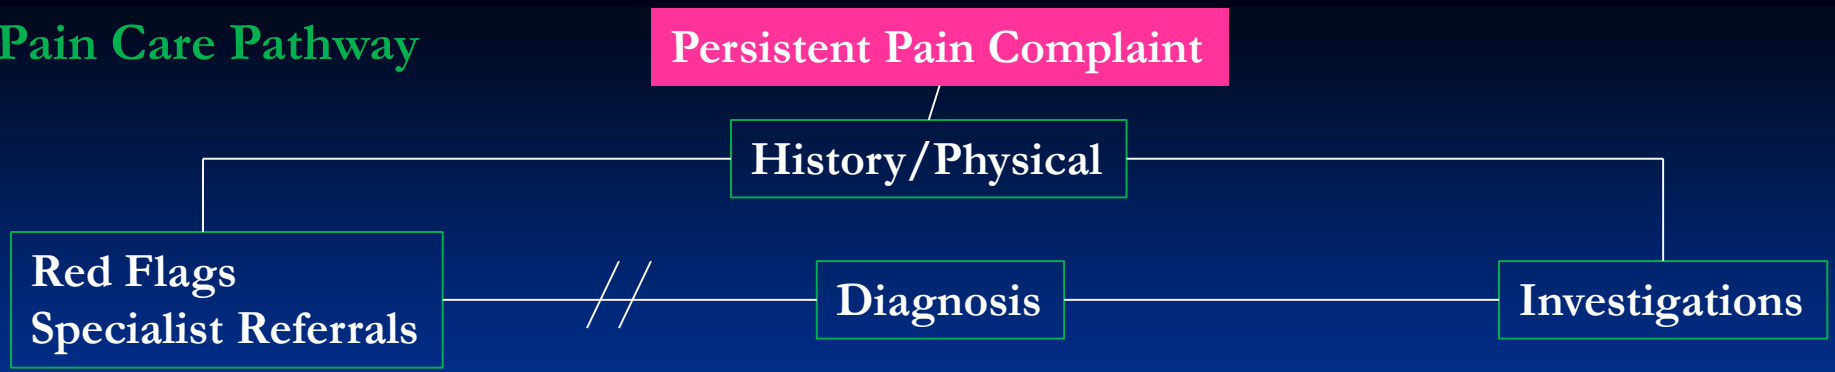 Pain Care Pathway
Persistent Pain Complaint
History/Physical
Red Flags
Specialist Referrals
Diagnosis
Investigations